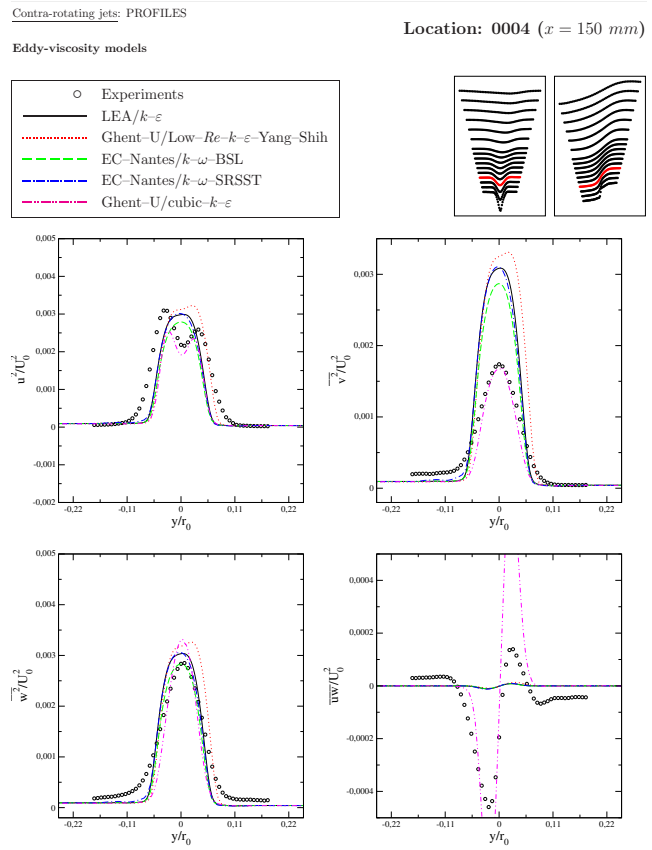 Contra-rotating jets: PROFILES
Location: 0004 (x = 150 mm)
Eddy-viscosity models
Experiments
LEA/k–ε
Ghent–U/Low–Re–k–ε–Yang–Shih
EC–Nantes/k–ω–BSL
EC–Nantes/k–ω–SRSST
Ghent–U/cubic–k–ε
0,005
0,004
0,003
0,002
0,001
0
-0,001
-0,002
u²/U₀²
-0,22 -0,11 0 0,11 0,22
y/r₀
0,003
0,002
0,001
0
v²/U₀²
-0,22 -0,11 0 0,11 0,22
y/r₀
0,005
0,004
0,003
0,002
0,001
0
w²/U₀²
-0,22 -0,11 0 0,11 0,22
y/r₀
0,0004
0,0002
0
-0,0002
-0,0004
uw/U₀²
-0,22 -0,11 0 0,11 0,22
y/r₀